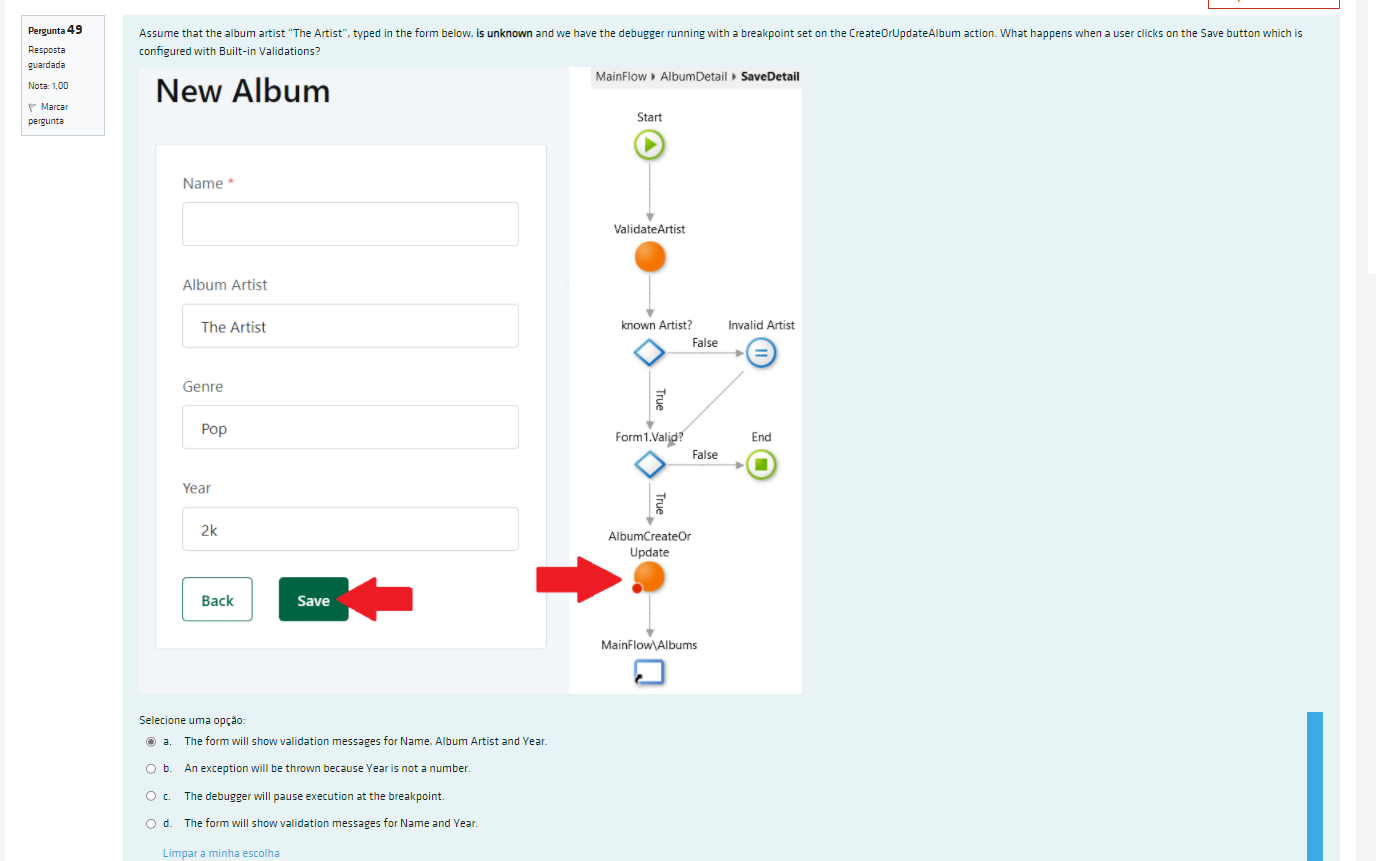 Pergunta 49
Resposta
guardada
Nota: 1,00
Marcar
pergunta
Assume that the album artist "The Artist", typed in the form below, is unknown and we have the debugger running with a breakpoint set on the CreateOrUpdateAlbum action. What happens when a user clicks on the Save button which is
configured with Built-in Validations?
New Album
Name *
Album Artist
The Artist
Genre
Pop
Year
2k
Back
Save
MainFlow AlbumDetail SaveDetail
Start
ValidateArtist
known Artist?
Invalid Artist
False
True
Form1.Valid?
End
False
True
AlbumCreateOr
Update
MainFlow\Albums
Selecione uma opção:
a. The form will show validation messages for Name, Album Artist and Year.
b. An exception will be thrown because Year is not a number.
c. The debugger will pause execution at the breakpoint.
d. The form will show validation messages for Name and Year.
Limpar a minha escolha